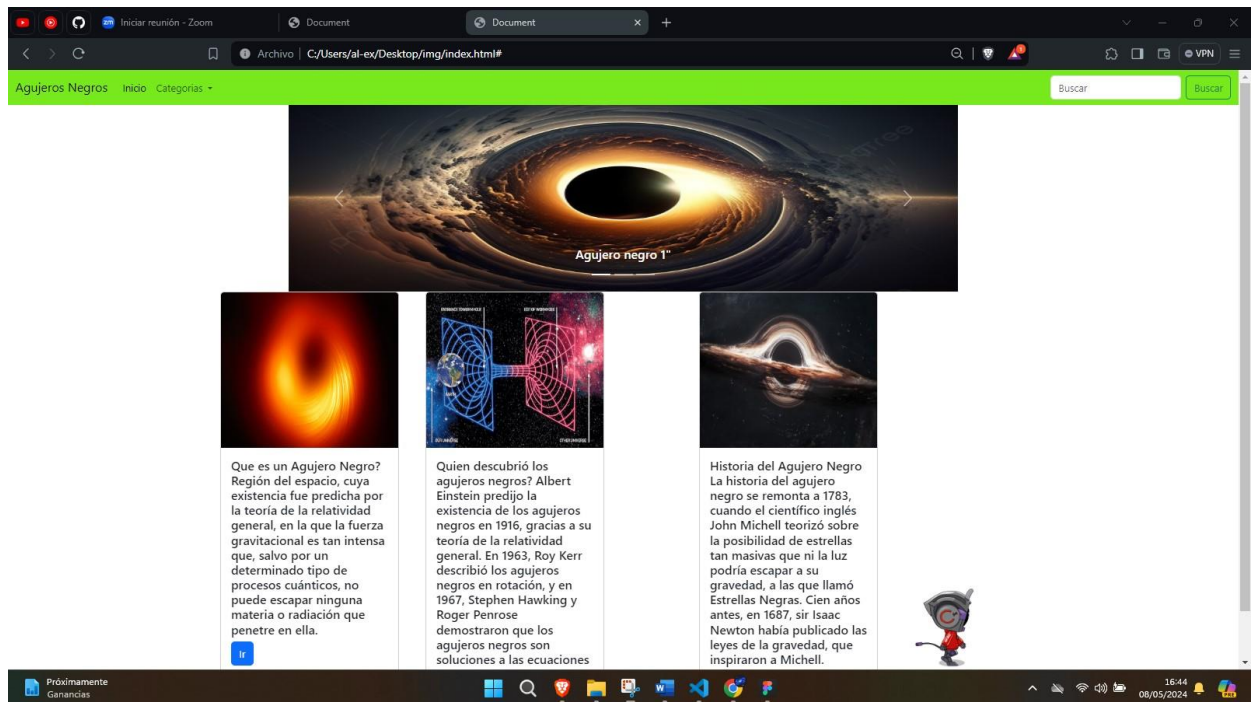 Iniciar reunión - Zoom
Document
Document
Archivo
C:/Users/al-ex/Desktop/img/index.html#
VPN
Agujeros Negros
Inicio
Categorias
Buscar
Buscar
Agujero negro 1"
Que es un Agujero Negro?
Región del espacio, cuya
existencia fue predicha por
la teoría de la relatividad
general, en la que la fuerza
gravitacional es tan intensa
que, salvo por un
determinado tipo de
procesos cuánticos, no
puede escapar ninguna
materia o radiación que
penetre en ella.
Ir
Quien descubrió los
agujeros negros? Albert
Einstein predijo la
existencia de los agujeros
negros en 1916, gracias a su
teoría de la relatividad
general. En 1963, Roy Kerr
describió los agujeros
negros en rotación, y en
1967, Stephen Hawking y
Roger Penrose
demostraron que los
agujeros negros son
soluciones a las ecuaciones
Historia del Agujero Negro
La historia del agujero
negro se remonta a 1783,
cuando el científico inglés
John Michell teorizó sobre
la posibilidad de estrellas
tan masivas que ni la luz
podría escapar a su
gravedad, a las que llamó
Estrellas Negras. Cien años
antes, en 1687, sir Isaac
Newton había publicado las
leyes de la gravedad, que
inspiraron a Michell.
Próximamente
Ganancias
16:44
08/05/2024